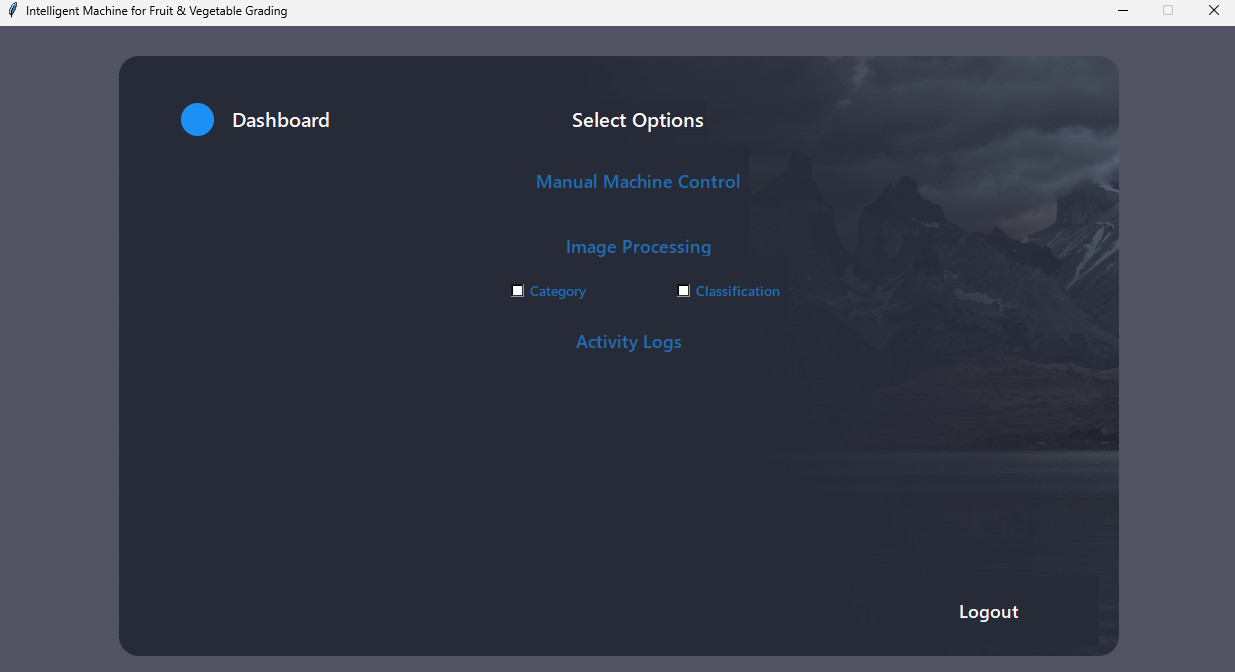 Intelligent Machine for Fruit & Vegetable Grading
Dashboard
Select Options
Manual Machine Control
Image Processing
Category
Classification
Activity Logs
Logout